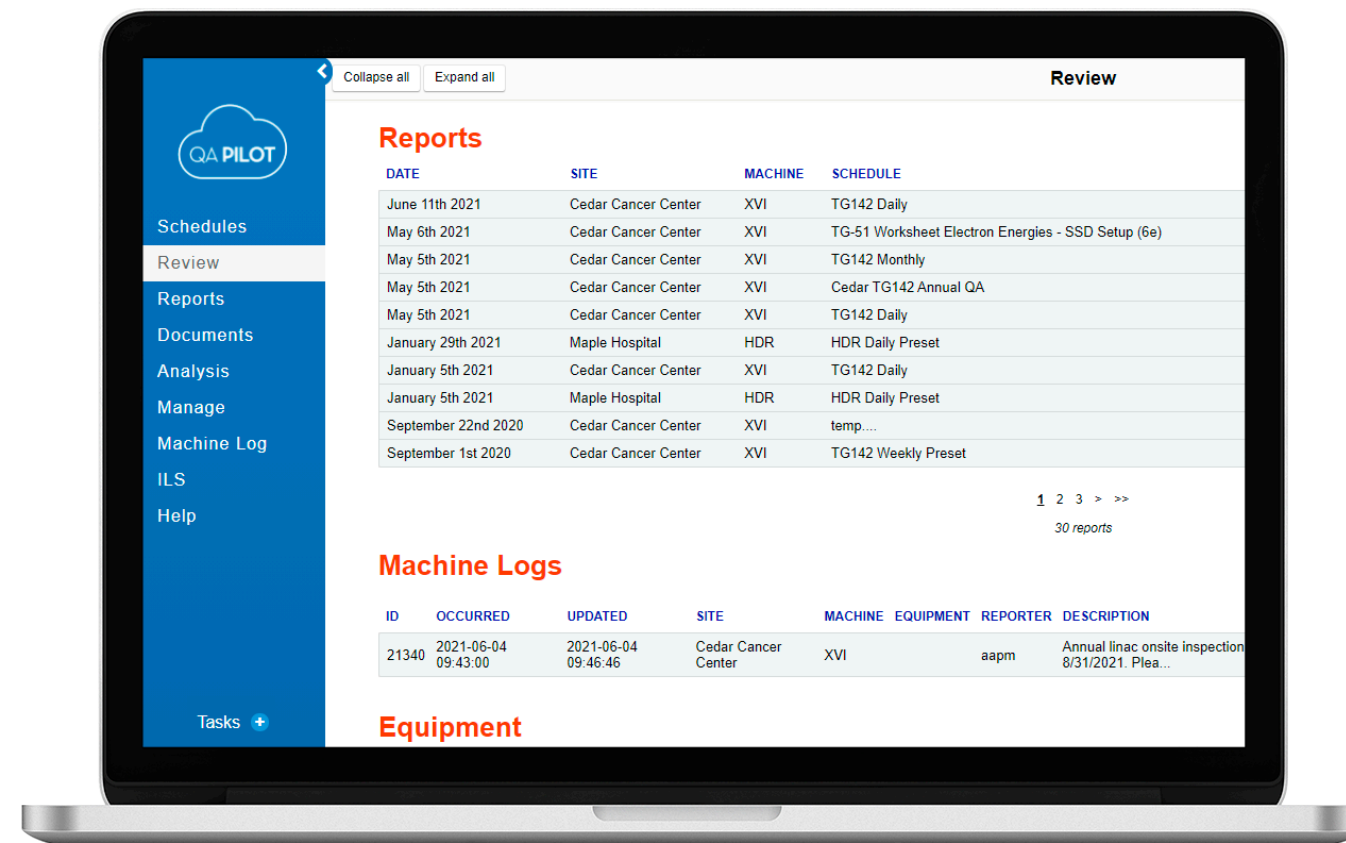 Collapse all Expand all Review
QA PILOT
Schedules
Review
Reports
Documents
Analysis
Manage
Machine Log
ILS
Help
Tasks +
Reports
DATE SITE MACHINE SCHEDULE
June 11th 2021 Cedar Cancer Center XVI TG142 Daily
May 6th 2021 Cedar Cancer Center XVI TG-51 Worksheet Electron Energies - SSD Setup (6e)
May 5th 2021 Cedar Cancer Center XVI TG142 Monthly
May 5th 2021 Cedar Cancer Center XVI Cedar TG142 Annual QA
May 5th 2021 Cedar Cancer Center XVI TG142 Daily
January 29th 2021 Maple Hospital HDR HDR Daily Preset
January 5th 2021 Cedar Cancer Center XVI TG142 Daily
January 5th 2021 Maple Hospital HDR HDR Daily Preset
September 22nd 2020 Cedar Cancer Center XVI temp....
September 1st 2020 Cedar Cancer Center XVI TG142 Weekly Preset
1 2 3 > >>
30 reports
Machine Logs
ID OCCURRED UPDATED SITE MACHINE EQUIPMENT REPORTER DESCRIPTION
21340 2021-06-04 09:43:00 2021-06-04 09:46:46 Cedar Cancer Center XVI aapm Annual linac onsite inspection 8/31/2021. Plea...
Equipment